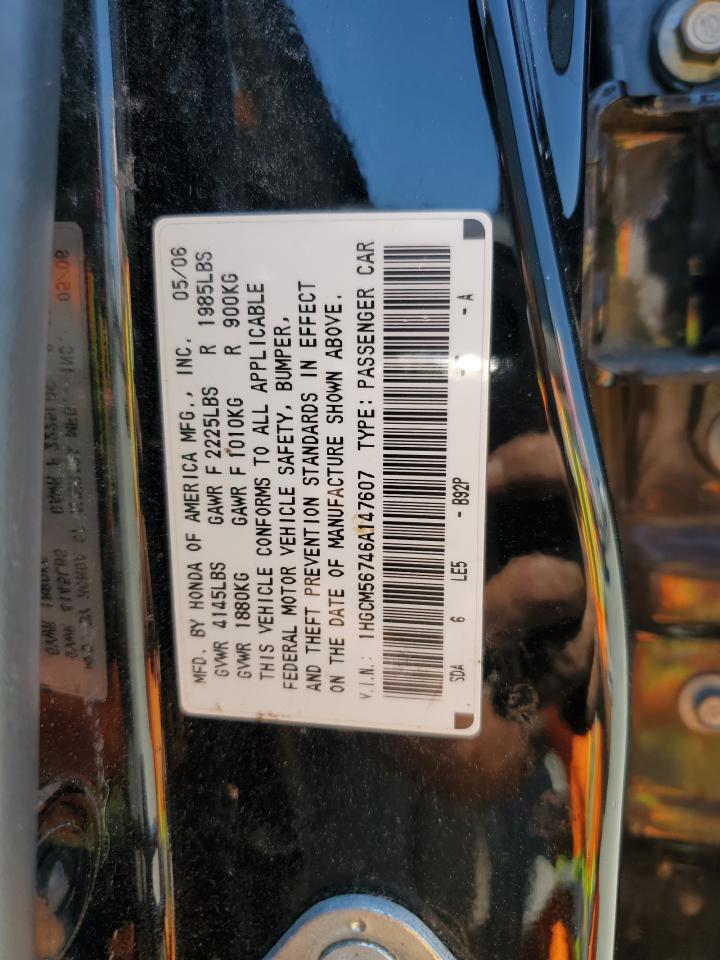 MFD. BY HONDA OF AMERICA MFG., INC. 05/06
GVWR 4145LBS GAWR F 2225LBS R 1985LBS
GVWR 1880KG GAWR F 1010KG R 900KG
THIS VEHICLE CONFORMS TO ALL APPLICABLE
FEDERAL MOTOR VEHICLE SAFETY, BUMPER,
AND THEFT PREVENTION STANDARDS IN EFFECT
ON THE DATE OF MANUFACTURE SHOWN ABOVE.
V.I.N.: 1HGCM56746A147607 TYPE: PASSENGER CAR
SDA 6 LE5 - B92P - A